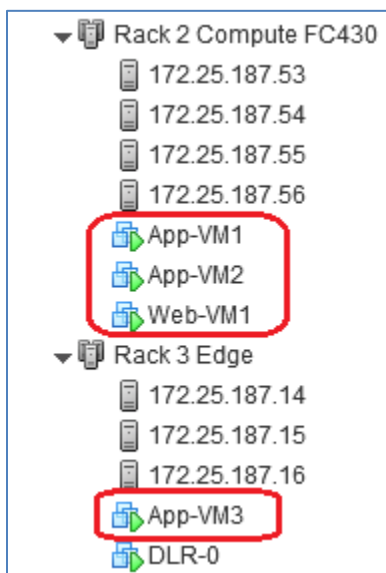 Rack 2 Compute FC430
172.25.187.53
172.25.187.54
172.25.187.55
172.25.187.56
App-VM1
App-VM2
Web-VM1
Rack 3 Edge
172.25.187.14
172.25.187.15
172.25.187.16
App-VM3
DLR-0